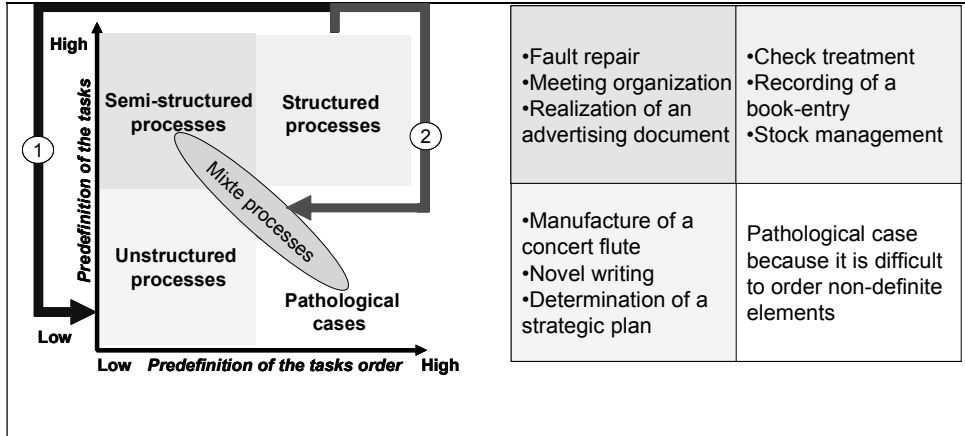 High
Predefinition of the tasks
Semi-structured
processes
Structured
processes
1
2
Mixte processes
Unstructured
processes
Pathological
cases
Low
Low
Predefinition of the tasks order
High
•Fault repair
•Meeting organization
•Realization of an
advertising document
•Check treatment
•Recording of a
book-entry
•Stock management
•Manufacture of a
concert flute
•Novel writing
•Determination of a
strategic plan
Pathological case
because it is difficult
to order non-definite
elements